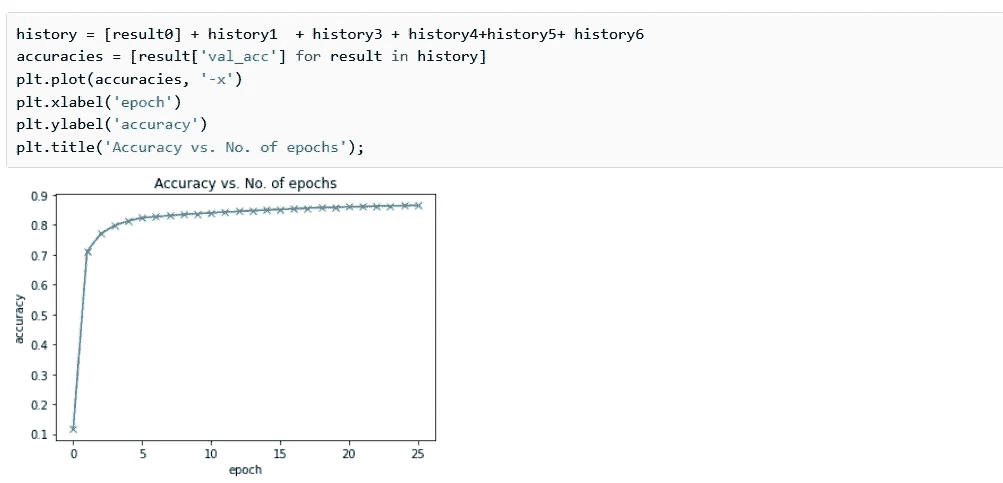 history = [result0] + history1  + history3 + history4+history5+ history6
accuracies = [result['val_acc'] for result in history]
plt.plot(accuracies, '-x')
plt.xlabel('epoch')
plt.ylabel('accuracy')
plt.title('Accuracy vs. No. of epochs');
Accuracy vs. No. of epochs
0.9
0.8
0.7
0.6
0.5
0.4
0.3
0.2
0.1
accuracy
0 5 10 15 20 25
epoch